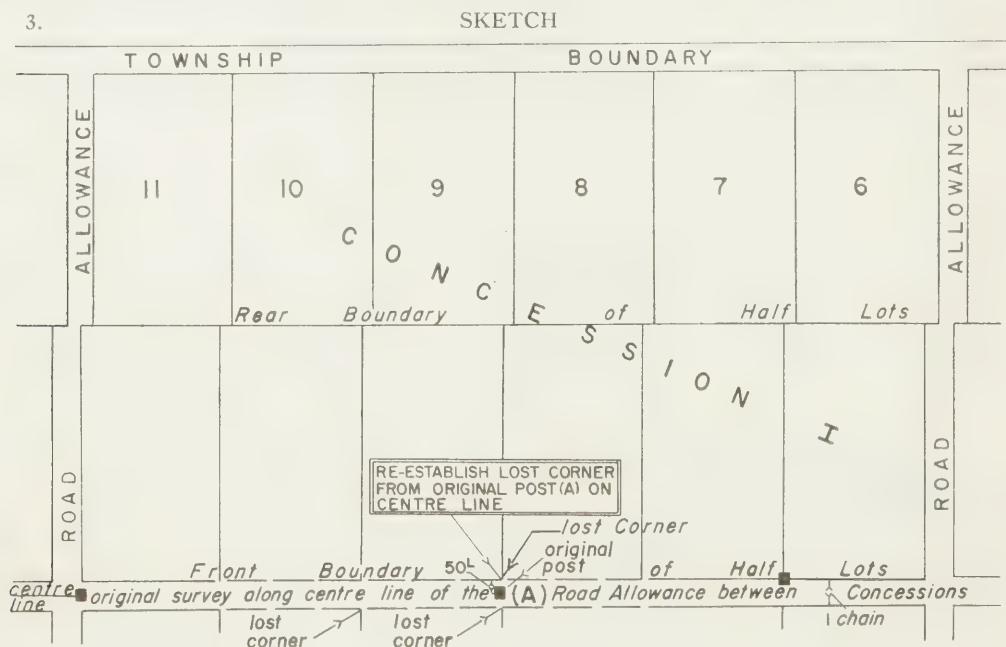 3.
SKETCH
TOWNSHIP BOUNDARY
ALLOWANCE
ALLOWANCE
11 10 9 8 7 6
CONCESSION I
Rear Boundary of Half Lots
ROAD
ROAD
RE-ESTABLISH LOST CORNER
FROM ORIGINAL POST(A) ON
CENTRE LINE
lost Corner
original
post
50L
Front Boundary of Half Lots
centre
line
original survey along centre line of the (A) Road Allowance between Concessions
lost
corner
lost
corner
1 chain